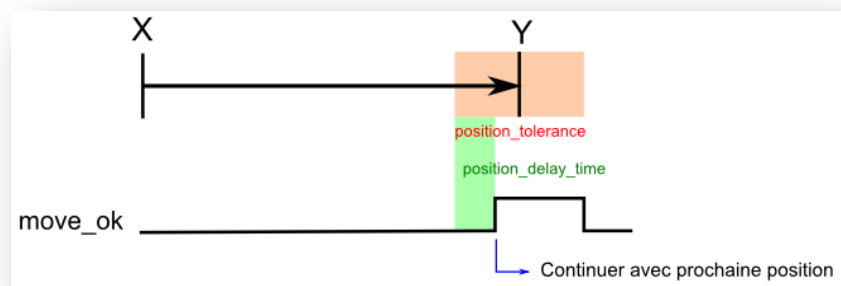 X
Y
position_tolerance
position_delay_time
move_ok
Continuer avec prochaine position